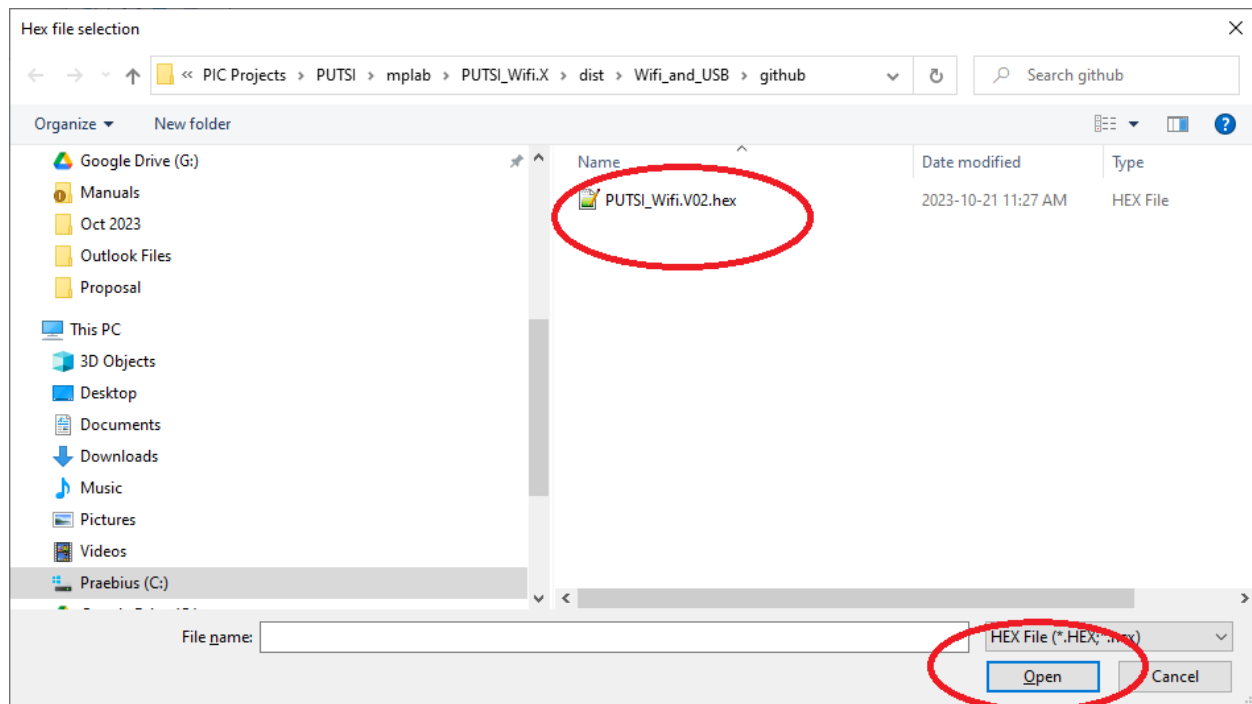 Hex file selection
« PIC Projects > PUTSI > mplab > PUTSI_Wifi.X > dist > Wifi_and_USB > github
Search github
Organize New folder
Google Drive (G:)
Manuals
Oct 2023
Outlook Files
Proposal
This PC
3D Objects
Desktop
Documents
Downloads
Music
Pictures
Videos
Praebius (C:)
Name Date modified Type
PUTSI_Wifi.V02.hex 2023-10-21 11:27 AM HEX File
File name: HEX File (*.HEX;*.hex)
Open Cancel